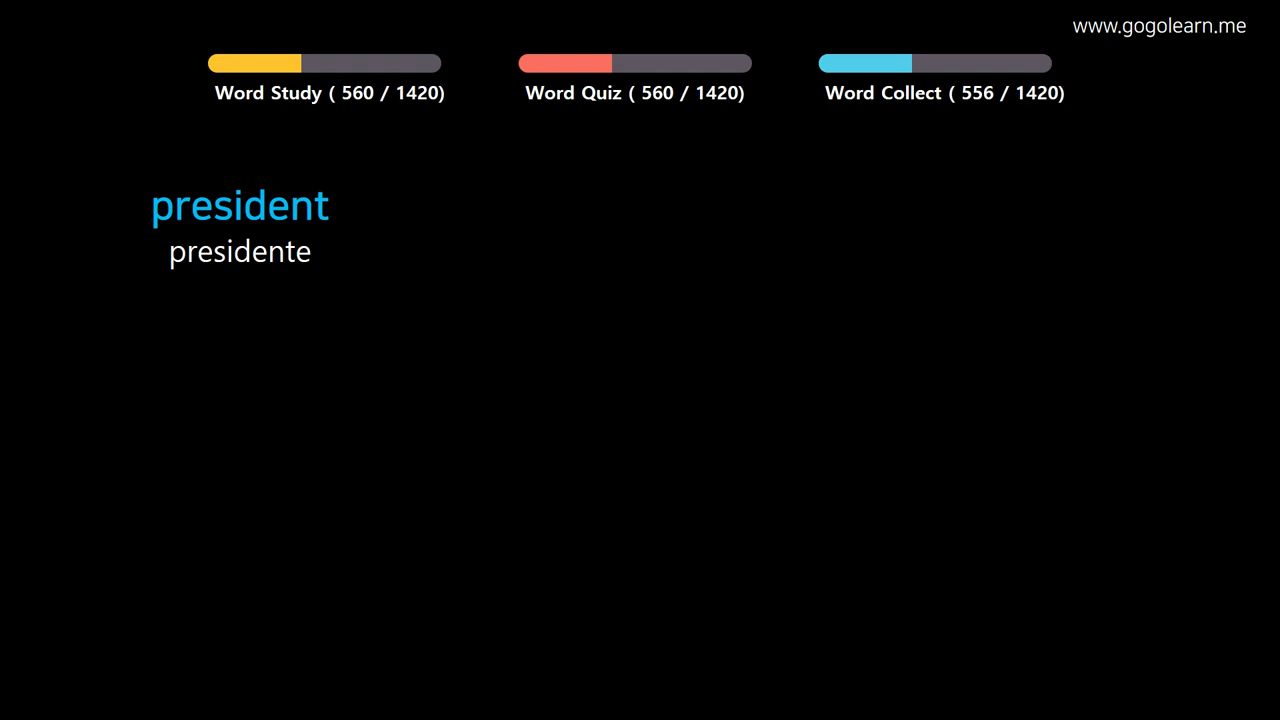 www.gogolearn.me
Word Study ( 560 / 1420)
Word Quiz ( 560 / 1420)
Word Collect ( 556 / 1420)
president
presidente